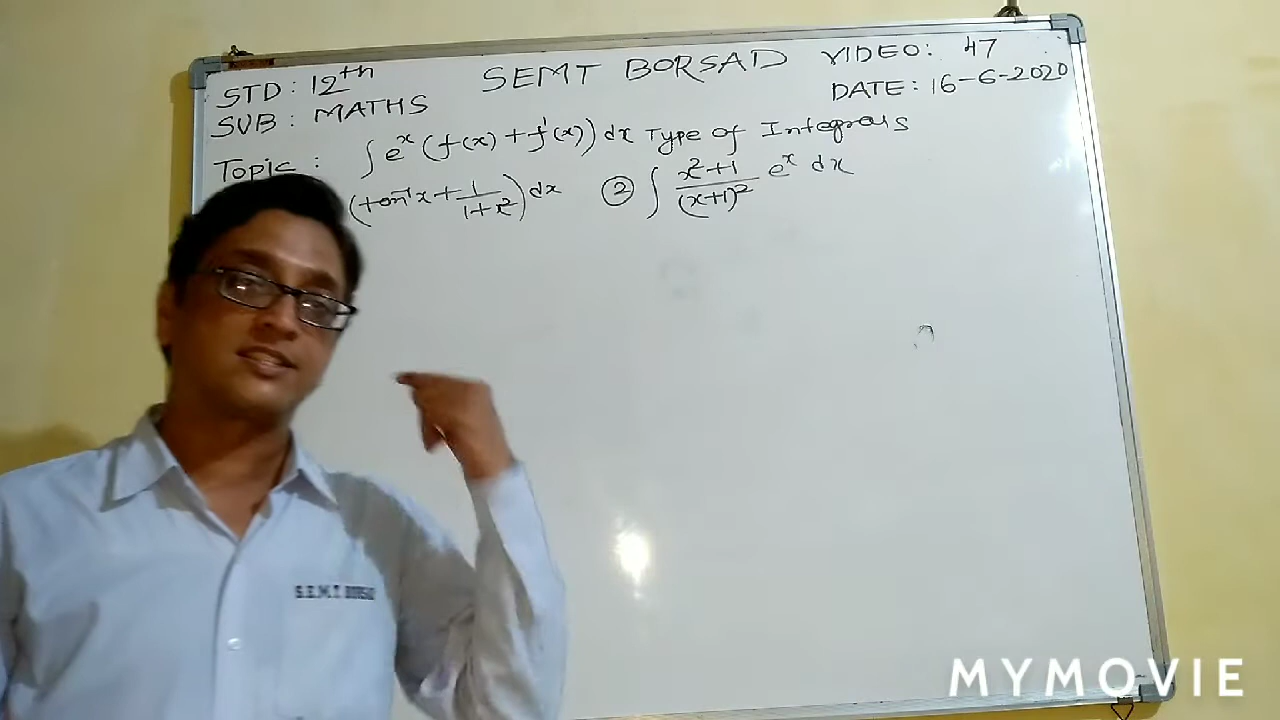 STD: 12th SEMT BORSAD VIDEO: 47
SUB: MATHS DATE: 16-6-2020
Topic: ∫ eˣ (f(x) + f'(x)) dx Type of Integrals
(tan⁻¹x + 1/(1+x²)) dx ② ∫ (x²+1)/(x+1)² eˣ dx
S.E.M.T. BORSAD
MYMOVIE